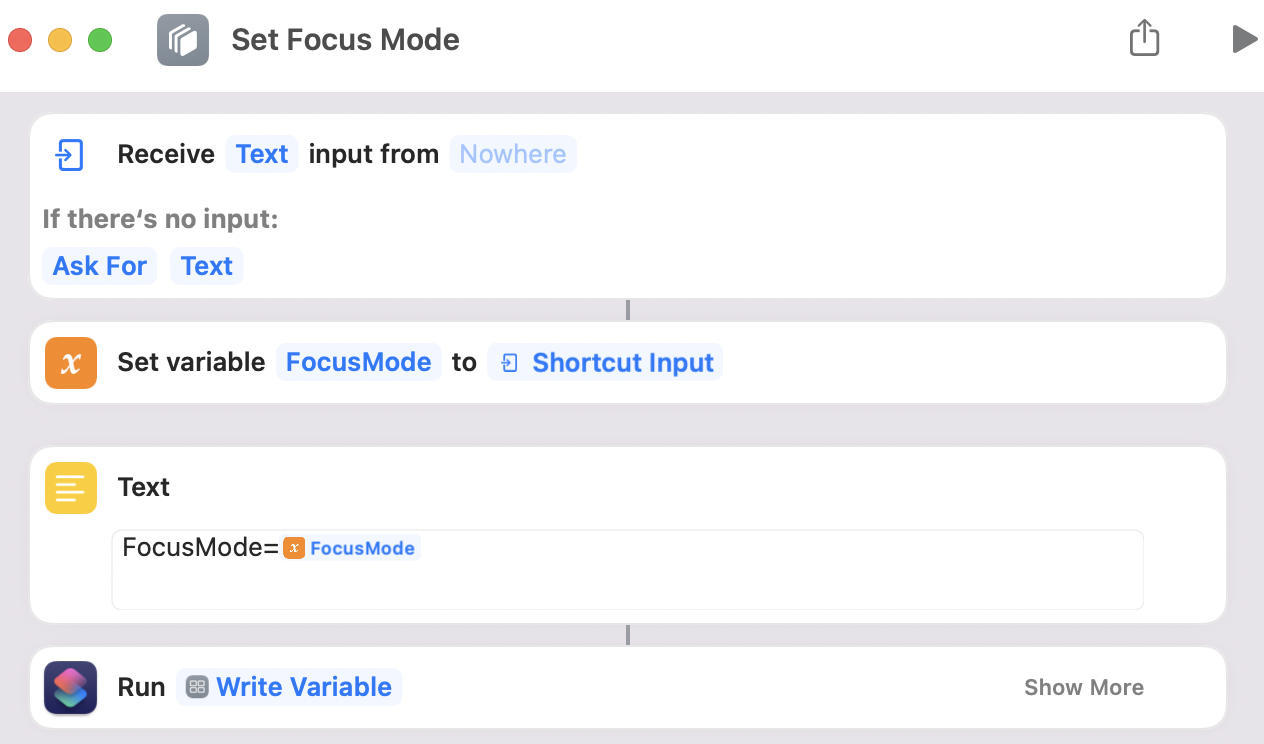 Set Focus Mode
Receive Text input from Nowhere
If there‘s no input:
Ask For Text
x Set variable FocusMode to Shortcut Input
Text
FocusMode=x FocusMode
Run Write Variable Show More